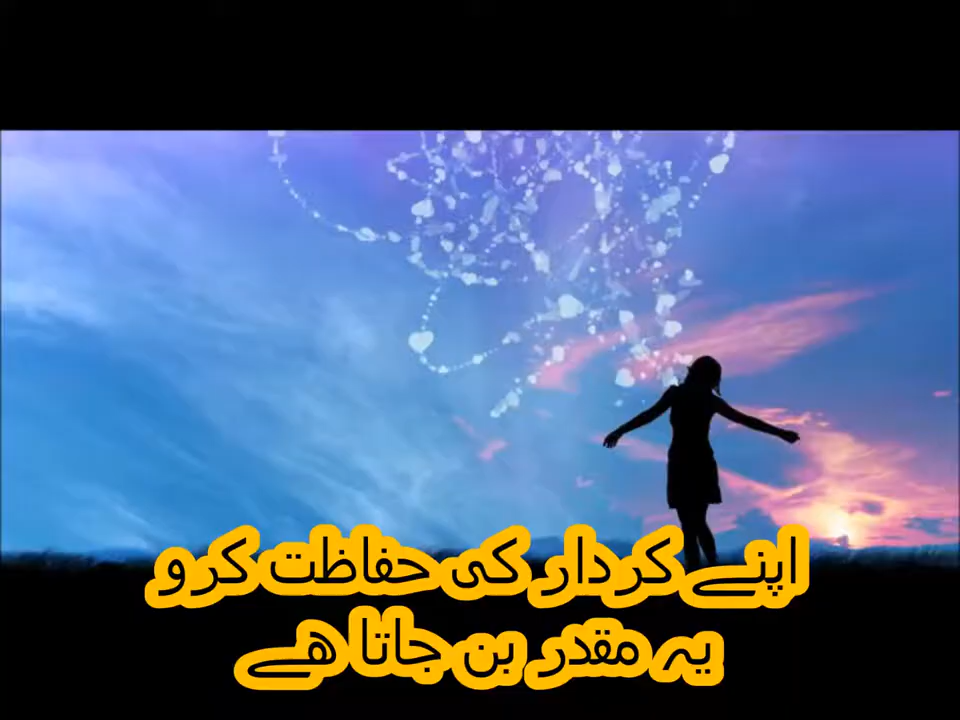 اپنے کردار کی حفاظت کرو
یہ مقدر بن جاتا ھے